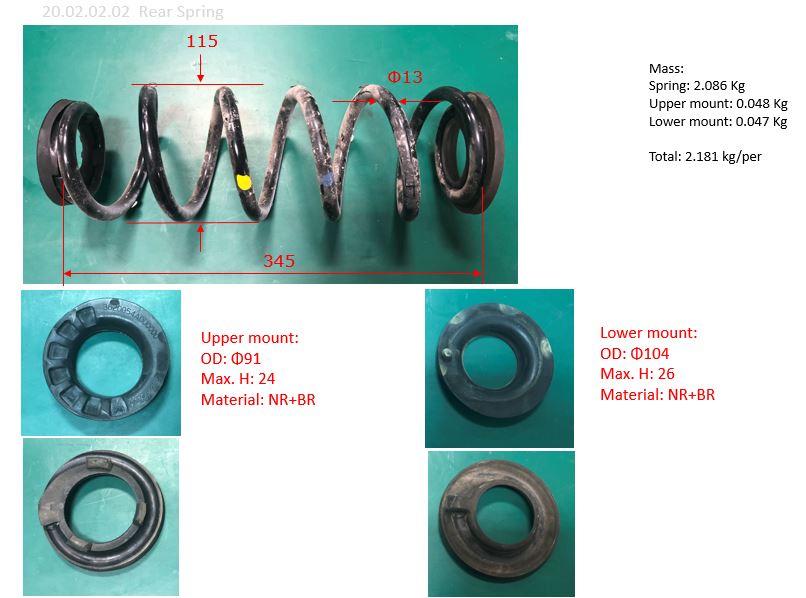 20.02.02.02 Rear Spring
115
Φ13
345
Mass:
Spring: 2.086 Kg
Upper mount: 0.048 Kg
Lower mount: 0.047 Kg
Total: 2.181 kg/per
Upper mount:
OD: Φ91
Max. H: 24
Material: NR+BR
Lower mount:
OD: Φ104
Max. H: 26
Material: NR+BR